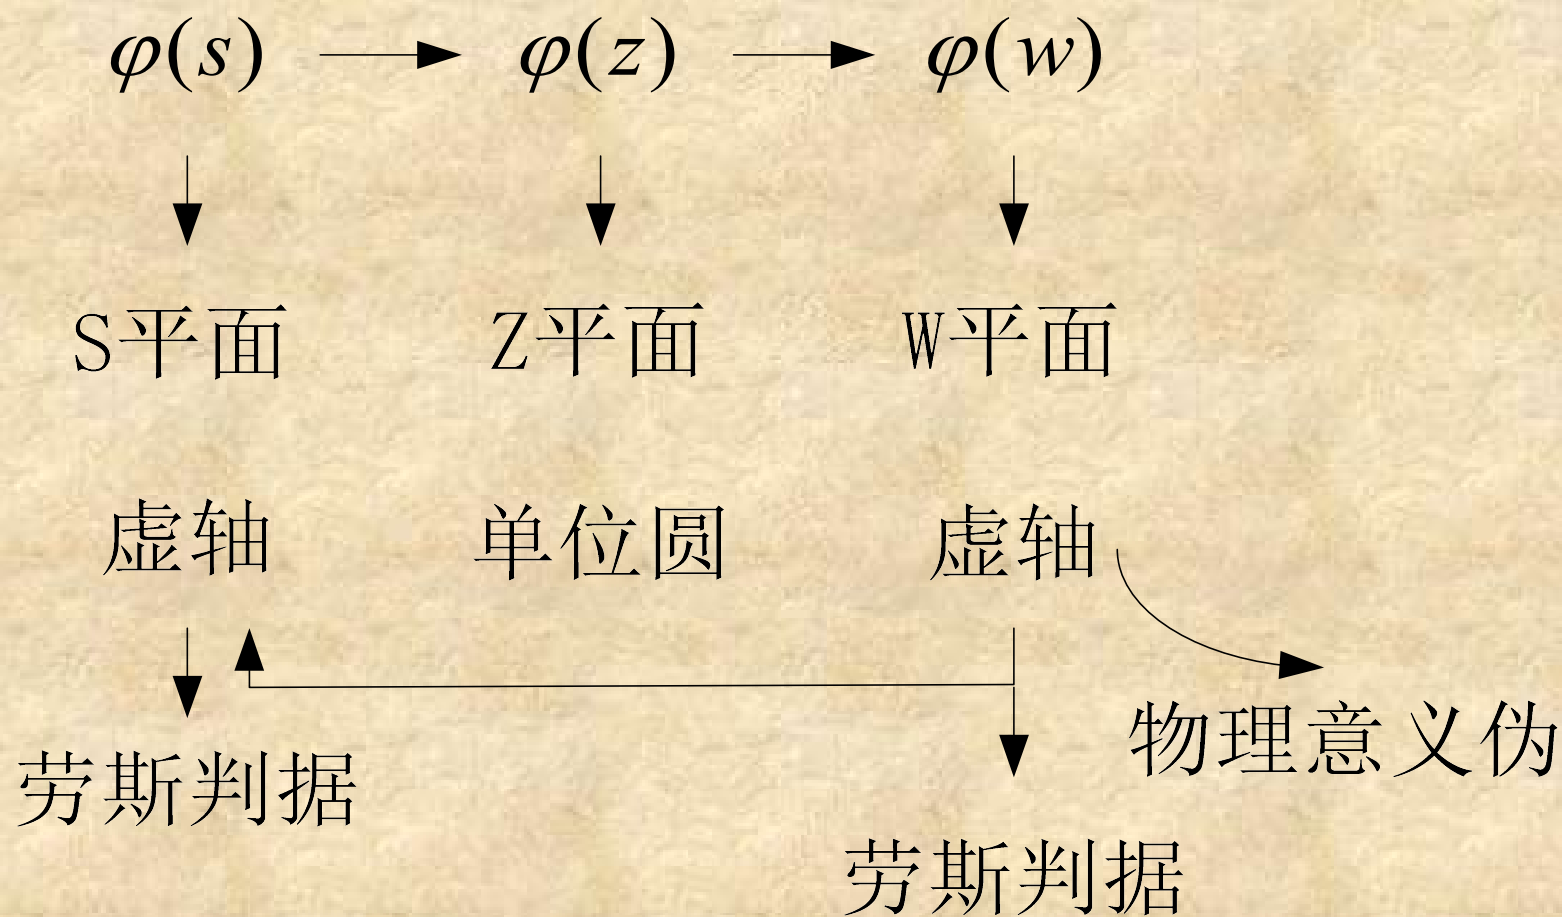 φ(s) φ(z) φ(w)
S平面 Z平面 W平面
虚轴 单位圆 虚轴
物理意义伪
劳斯判据
劳斯判据